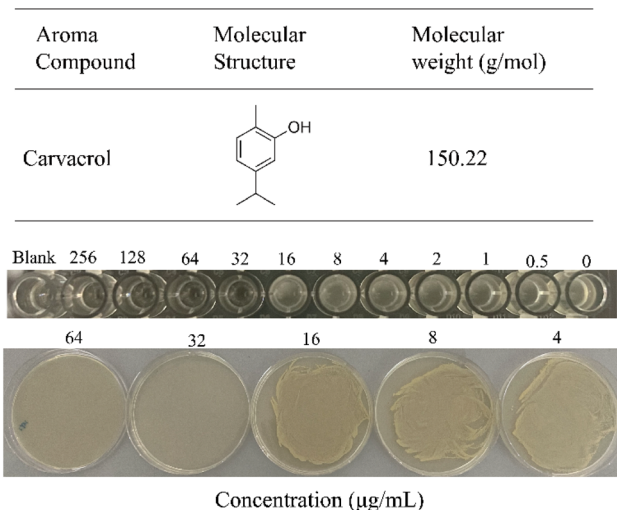 Aroma Compound
Molecular Structure
Molecular weight (g/mol)
Carvacrol
OH
150.22
Blank 256 128 64 32 16 8 4 2 1 0.5 0
64 32 16 8 4
Concentration (µg/mL)